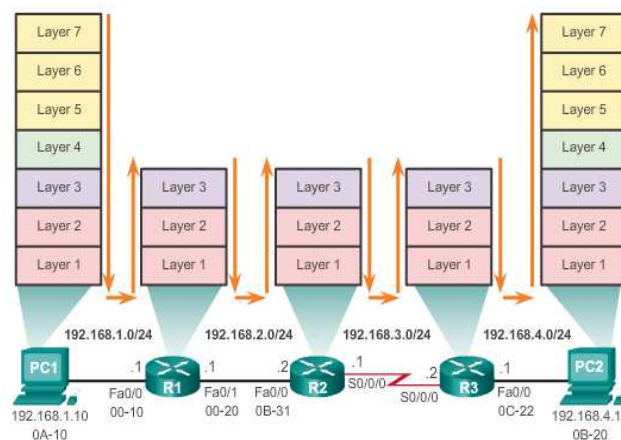 Layer 7
Layer 6
Layer 5
Layer 4
Layer 3
Layer 2
Layer 1
Layer 3
Layer 2
Layer 1
Layer 3
Layer 2
Layer 1
Layer 3
Layer 2
Layer 1
Layer 7
Layer 6
Layer 5
Layer 4
Layer 3
Layer 2
Layer 1
192.168.1.0/24
192.168.2.0/24
192.168.3.0/24
192.168.4.0/24
PC1
.1
R1
.1
.2
R2
.1
.2
R3
.1
PC2
Fa0/0
00-10
Fa0/1
00-20
Fa0/0
0B-31
S0/0/0
S0/0/0
Fa0/0
0C-22
192.168.1.10
0A-10
192.168.4.1
0B-20